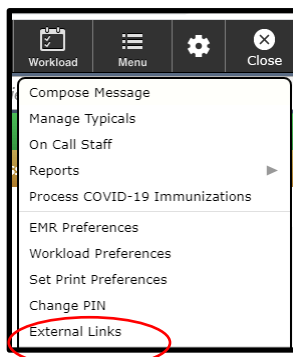 Workload Menu Close
Compose Message
Manage Typicals
On Call Staff
Reports
Process COVID-19 Immunizations
EMR Preferences
Workload Preferences
Set Print Preferences
Change PIN
External Links